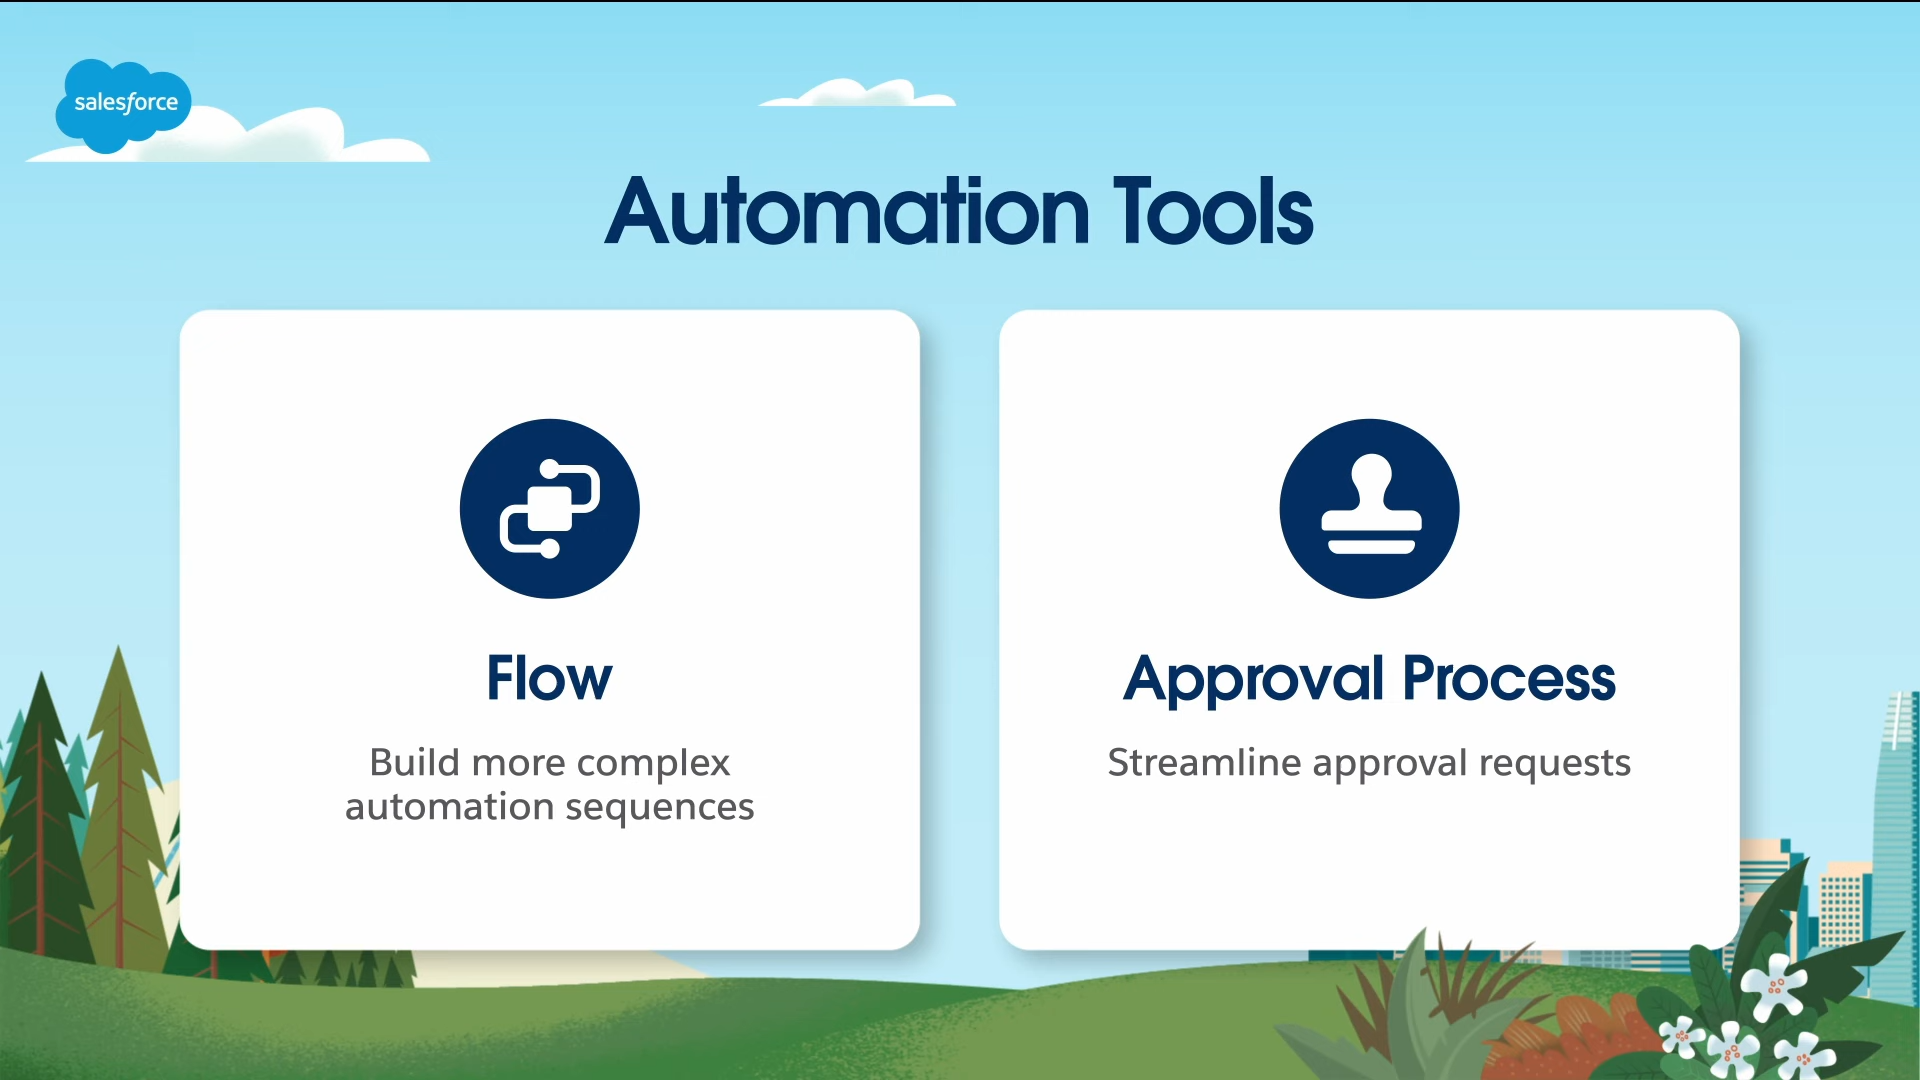 salesforce
Automation Tools
Flow
Build more complex
automation sequences
Approval Process
Streamline approval requests